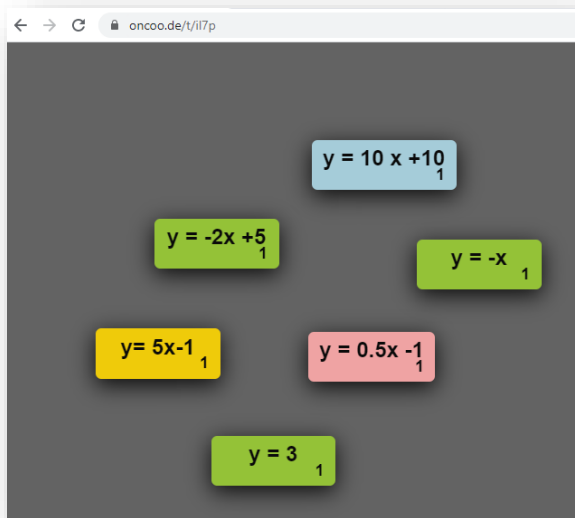 oncoo.de/t/il7p
y = 10 x +10
1
y = -2x +5
1
y = -x
1
y= 5x-1
1
y = 0.5x -1
1
y = 3
1